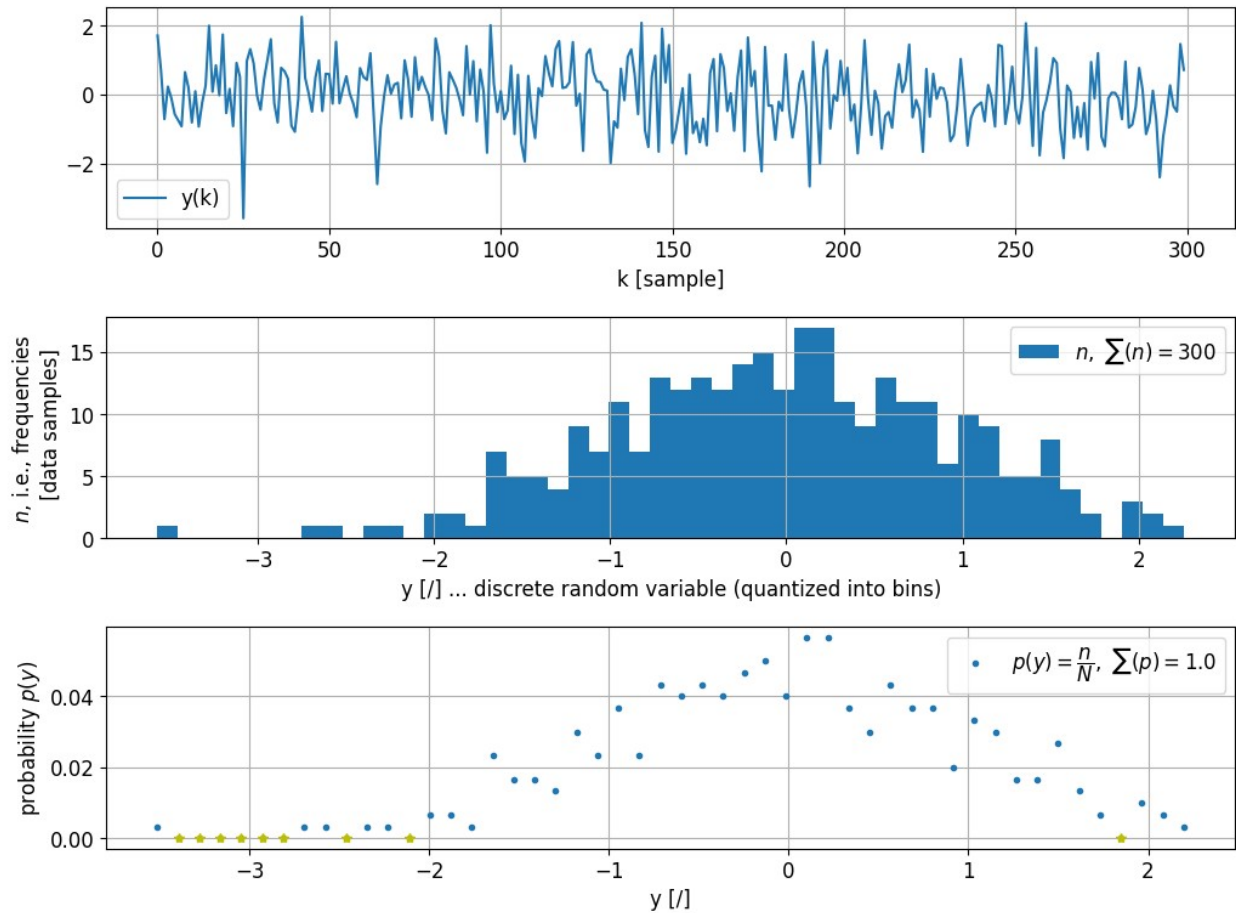 2
0
−2
y(k)
0 50 100 150 200 250 300
k [sample]
n, i.e., frequencies
[data samples]
15
10
5
0
n, ∑(n) = 300
−3 −2 −1 0 1 2
y [/] ... discrete random variable (quantized into bins)
probability p(y)
0.04
0.02
0.00
p(y) = n/N, ∑(p) = 1.0
−3 −2 −1 0 1 2
y [/]